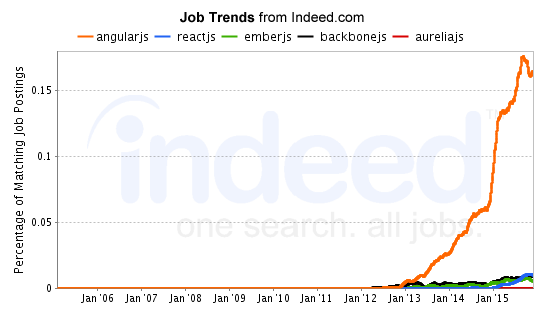 Job Trends from Indeed.com
angularjs reactjs emberjs backbonejs aureliajs
Percentage of Matching Job Postings
0.15
0.1
0.05
0
indeed
one search. all jobs.
Jan'06 Jan'07 Jan'08 Jan'09 Jan'10 Jan'11 Jan'12 Jan'13 Jan'14 Jan'15